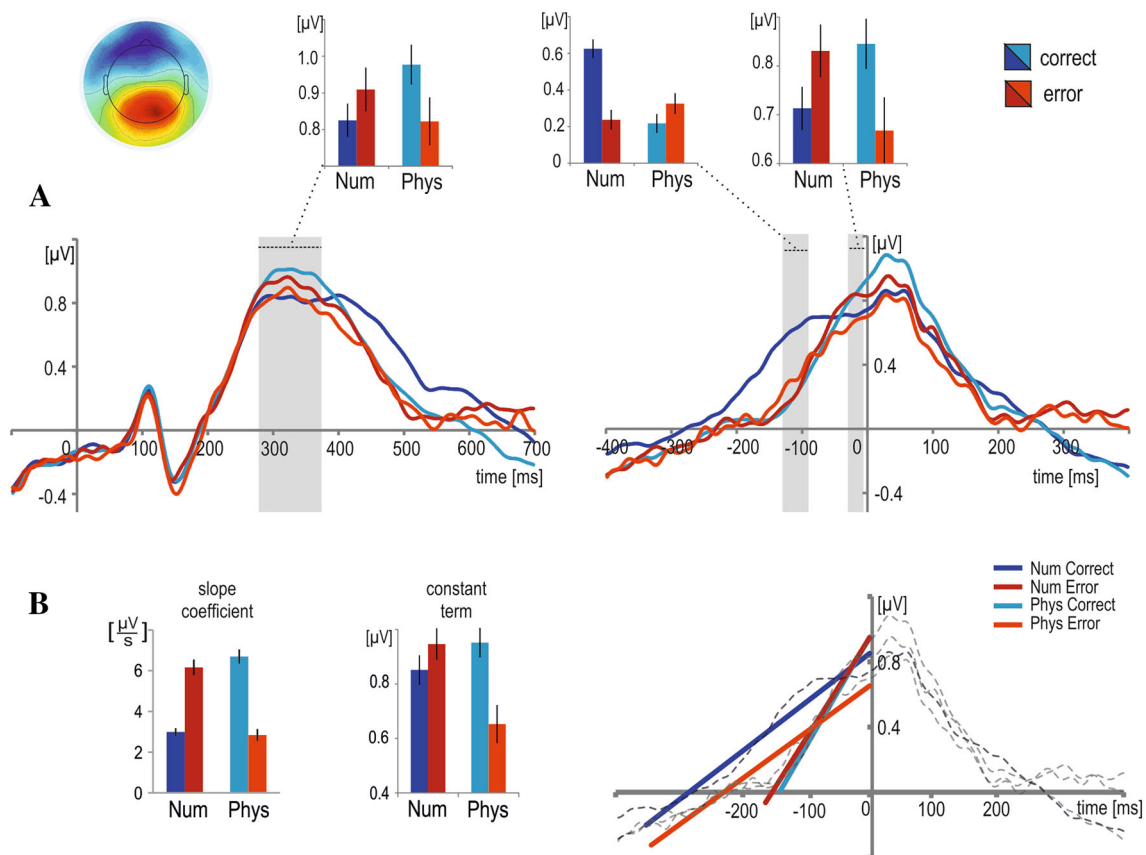 [µV]
1.0
0.9
0.8
Num Phys
[µV]
0.6
0.4
0.2
0
Num Phys
[µV]
0.8
0.7
0.6
Num Phys
correct
error
A
[µV]
0.8
0.4
-0.4
0 100 200 300 400 500 600 700
time [ms]
[µV]
0.4
-0.4
-400 -300 -200 -100 0 100 200 300
time [ms]
B
slope
coefficient
[µV/s]
6
4
2
0
Num Phys
constant
term
[µV]
0.8
0.6
0.4
Num Phys
Num Correct
Num Error
Phys Correct
Phys Error
[µV]
0.8
0.4
-200 -100 0 100 200
time [ms]